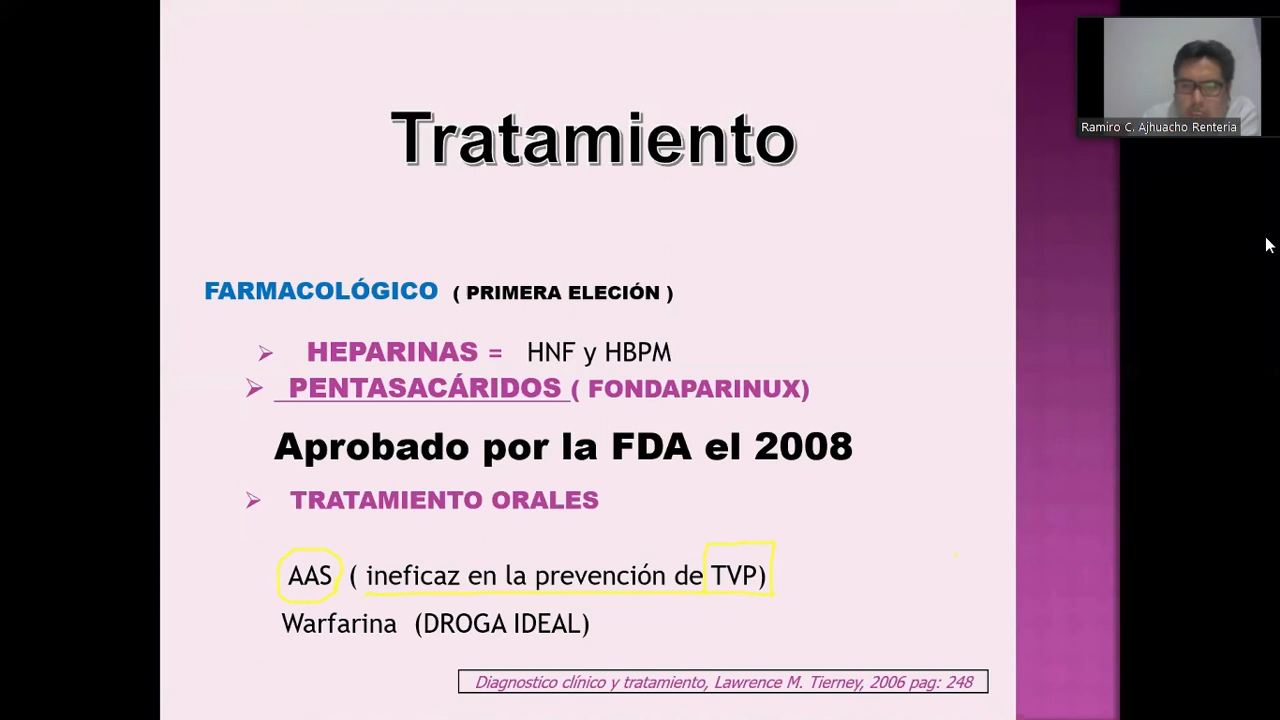 Tratamiento
Ramiro C. Ajhuacho Renteria
FARMACOLÓGICO ( PRIMERA ELECIÓN )
HEPARINAS = HNF y HBPM
PENTASACÁRIDOS ( FONDAPARINUX)
Aprobado por la FDA el 2008
TRATAMIENTO ORALES
AAS ( ineficaz en la prevención de TVP)
Warfarina (DROGA IDEAL)
Diagnostico clínico y tratamiento, Lawrence M. Tierney, 2006 pag: 248